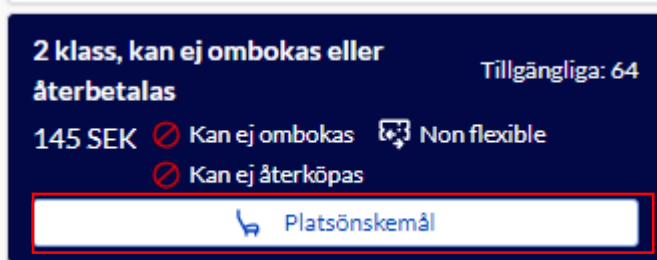 2 klass, kan ej ombokas eller
återbetalas
Tillgängliga: 64
145 SEK Kan ej ombokas Non flexible
Kan ej återköpas
Platsönskemål